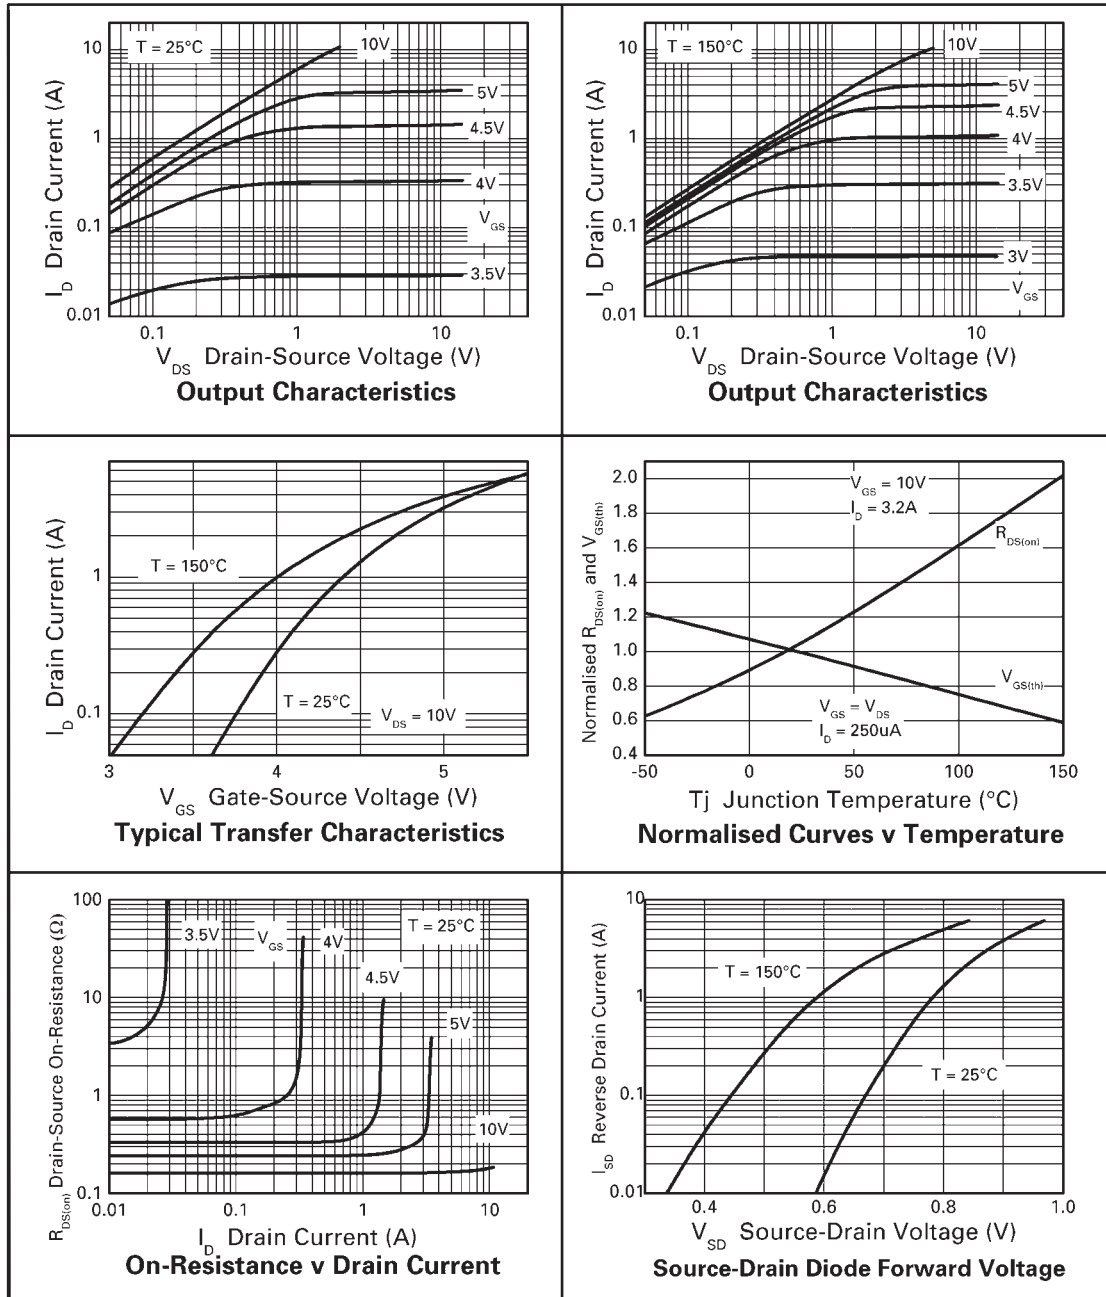 T = 25°C
10V
5V
4.5V
4V
V_GS
3.5V
10
1
0.1
0.01
I_D Drain Current (A)
0.1
1
10
V_DS Drain-Source Voltage (V)
Output Characteristics
T = 150°C
10V
5V
4.5V
4V
3.5V
3V
V_GS
10
1
0.1
0.01
I_D Drain Current (A)
0.1
1
10
V_DS Drain-Source Voltage (V)
Output Characteristics
T = 150°C
T = 25°C
V_DS = 10V
1
0.1
I_D Drain Current (A)
3
4
5
V_GS Gate-Source Voltage (V)
Typical Transfer Characteristics
V_GS = 10V
I_D = 3.2A
R_DS(on)
V_GS(th)
V_GS = V_DS
I_D = 250uA
2.0
1.8
1.6
1.4
1.2
1.0
0.8
0.6
0.4
Normalised R_DS(on) and V_GS(th)
-50
0
50
100
150
Tj Junction Temperature (°C)
Normalised Curves v Temperature
3.5V
V_GS
4V
T = 25°C
4.5V
5V
10V
100
10
1
0.1
R_DS(on) Drain-Source On-Resistance (Ω)
0.01
0.1
1
10
I_D Drain Current (A)
On-Resistance v Drain Current
T = 150°C
T = 25°C
10
1
0.1
0.01
I_SD Reverse Drain Current (A)
0.4
0.6
0.8
1.0
V_SD Source-Drain Voltage (V)
Source-Drain Diode Forward Voltage